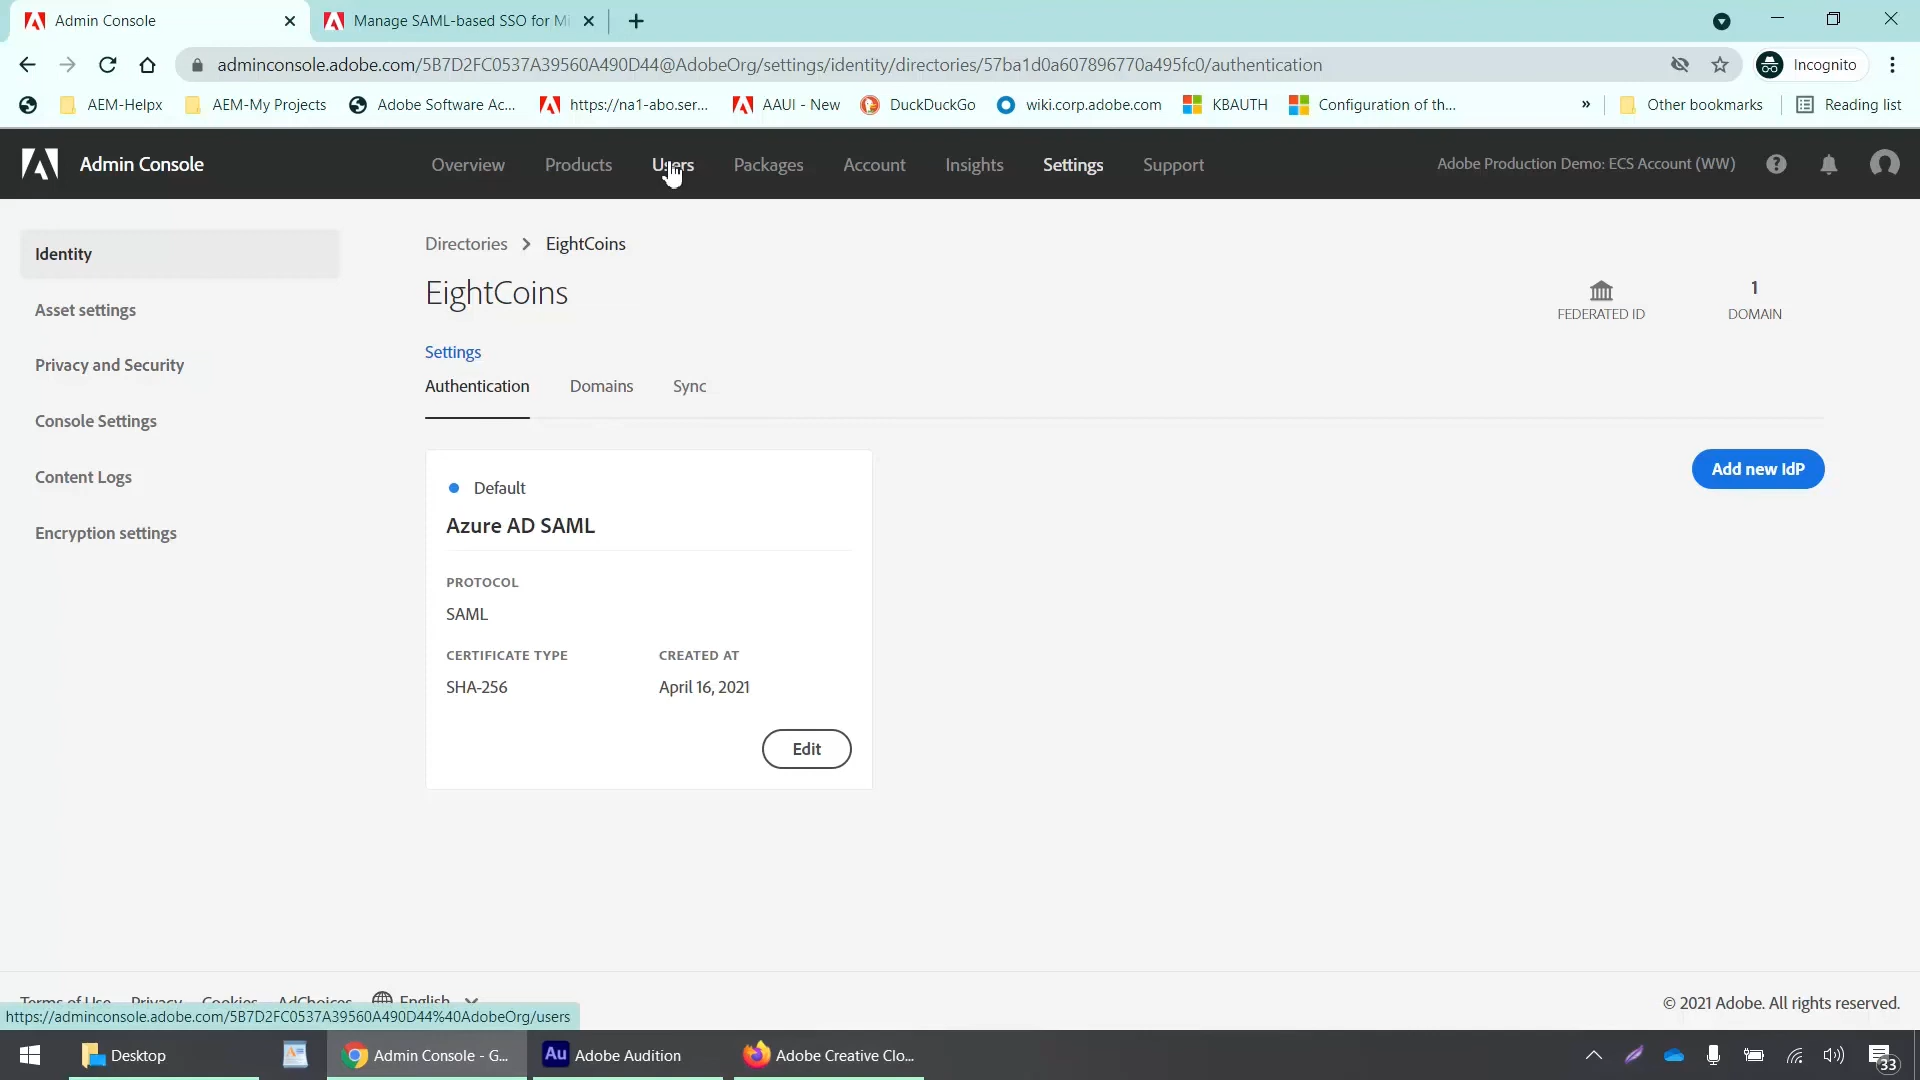 Admin Console
Manage SAML-based SSO for Mi
adminconsole.adobe.com/5B7D2FC0537A39560A490D44@AdobeOrg/settings/identity/directories/57ba1d0a607896770a495fc0/authentication
Incognito
AEM-Helpx
AEM-My Projects
Adobe Software Ac...
https://na1-abo.ser...
AAUI - New
DuckDuckGo
wiki.corp.adobe.com
KBAUTH
Configuration of th...
»
Other bookmarks
Reading list
Admin Console
Overview
Products
Users
Packages
Account
Insights
Settings
Support
Adobe Production Demo: ECS Account (WW)
Identity
Asset settings
Privacy and Security
Console Settings
Content Logs
Encryption settings
Directories > EightCoins
EightCoins
FEDERATED ID
1
DOMAIN
Settings
Authentication
Domains
Sync
Add new IdP
Default
Azure AD SAML
PROTOCOL
SAML
CERTIFICATE TYPE
SHA-256
CREATED AT
April 16, 2021
Edit
Terms of Use
Privacy
Cookies
AdChoices
English
© 2021 Adobe. All rights reserved.
https://adminconsole.adobe.com/5B7D2FC0537A39560A490D44%40AdobeOrg/users
Desktop
Admin Console - G...
Au
Adobe Audition
Adobe Creative Clo...
33